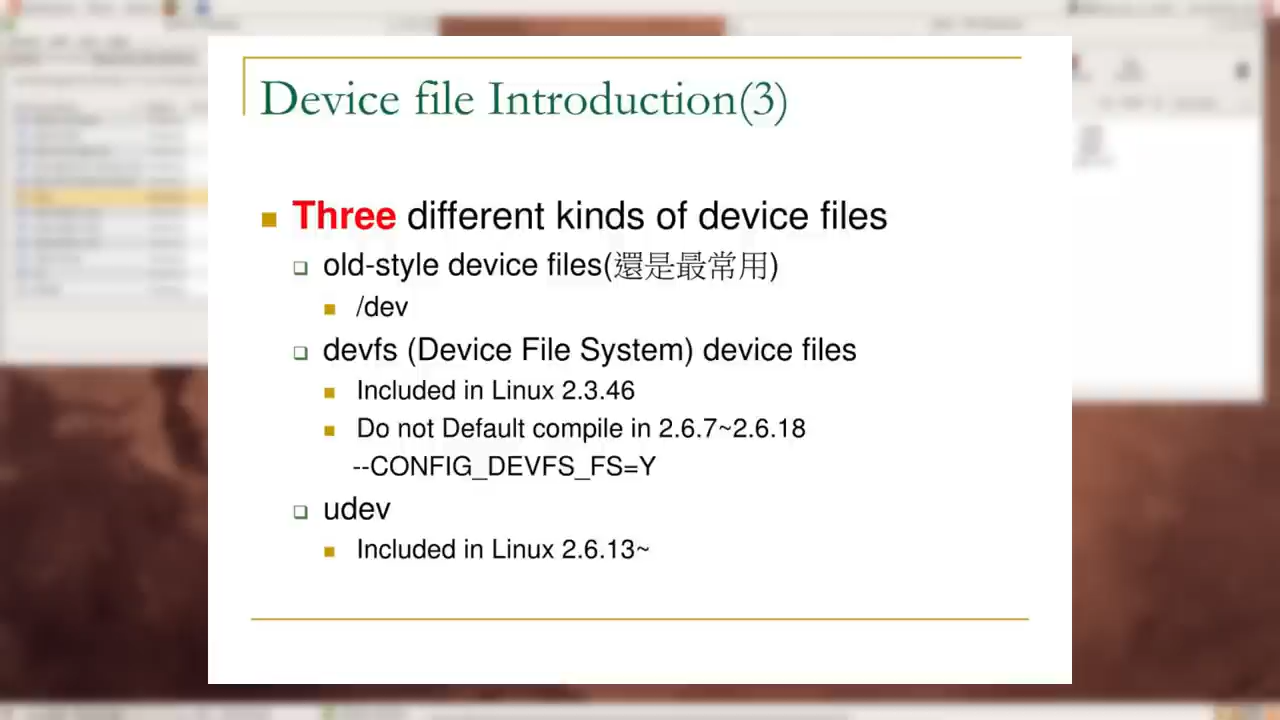 Device file Introduction(3)
Three different kinds of device files
old-style device files(還是最常用)
/dev
devfs (Device File System) device files
Included in Linux 2.3.46
Do not Default compile in 2.6.7~2.6.18
--CONFIG_DEVFS_FS=Y
udev
Included in Linux 2.6.13~